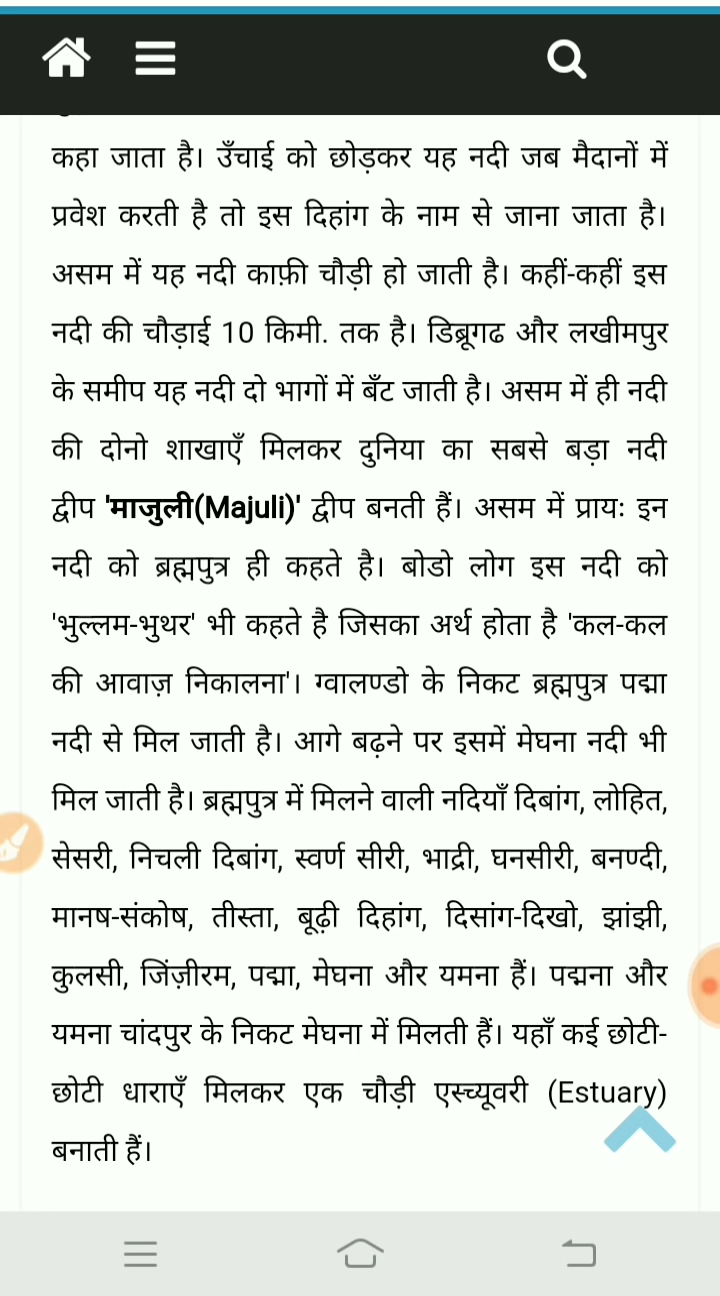 कहा जाता है। उँचाई को छोड़कर यह नदी जब मैदानों में
प्रवेश करती है तो इस दिहांग के नाम से जाना जाता है।
असम में यह नदी काफ़ी चौड़ी हो जाती है। कहीं-कहीं इस
नदी की चौड़ाई 10 किमी. तक है। डिब्रूगढ और लखीमपुर
के समीप यह नदी दो भागों में बँट जाती है। असम में ही नदी
की दोनो शाखाएँ मिलकर दुनिया का सबसे बड़ा नदी
द्वीप 'माजुली(Majuli)' द्वीप बनती हैं। असम में प्रायः इन
नदी को ब्रह्मपुत्र ही कहते है। बोडो लोग इस नदी को
'भुल्लम-भुथर' भी कहते है जिसका अर्थ होता है 'कल-कल
की आवाज़ निकालना'। ग्वालण्डो के निकट ब्रह्मपुत्र पद्मा
नदी से मिल जाती है। आगे बढ़ने पर इसमें मेघना नदी भी
मिल जाती है। ब्रह्मपुत्र में मिलने वाली नदियाँ दिबांग, लोहित,
सेसरी, निचली दिबांग, स्वर्ण सीरी, भाद्री, घनसीरी, बनण्दी,
मानष-संकोष, तीस्ता, बूढ़ी दिहांग, दिसांग-दिखो, झांझी,
कुलसी, जिंज़ीरम, पद्मा, मेघना और यमना हैं। पद्मना और
यमना चांदपुर के निकट मेघना में मिलती हैं। यहाँ कई छोटी-
छोटी धाराएँ मिलकर एक चौड़ी एस्च्यूवरी (Estuary)
बनाती हैं।